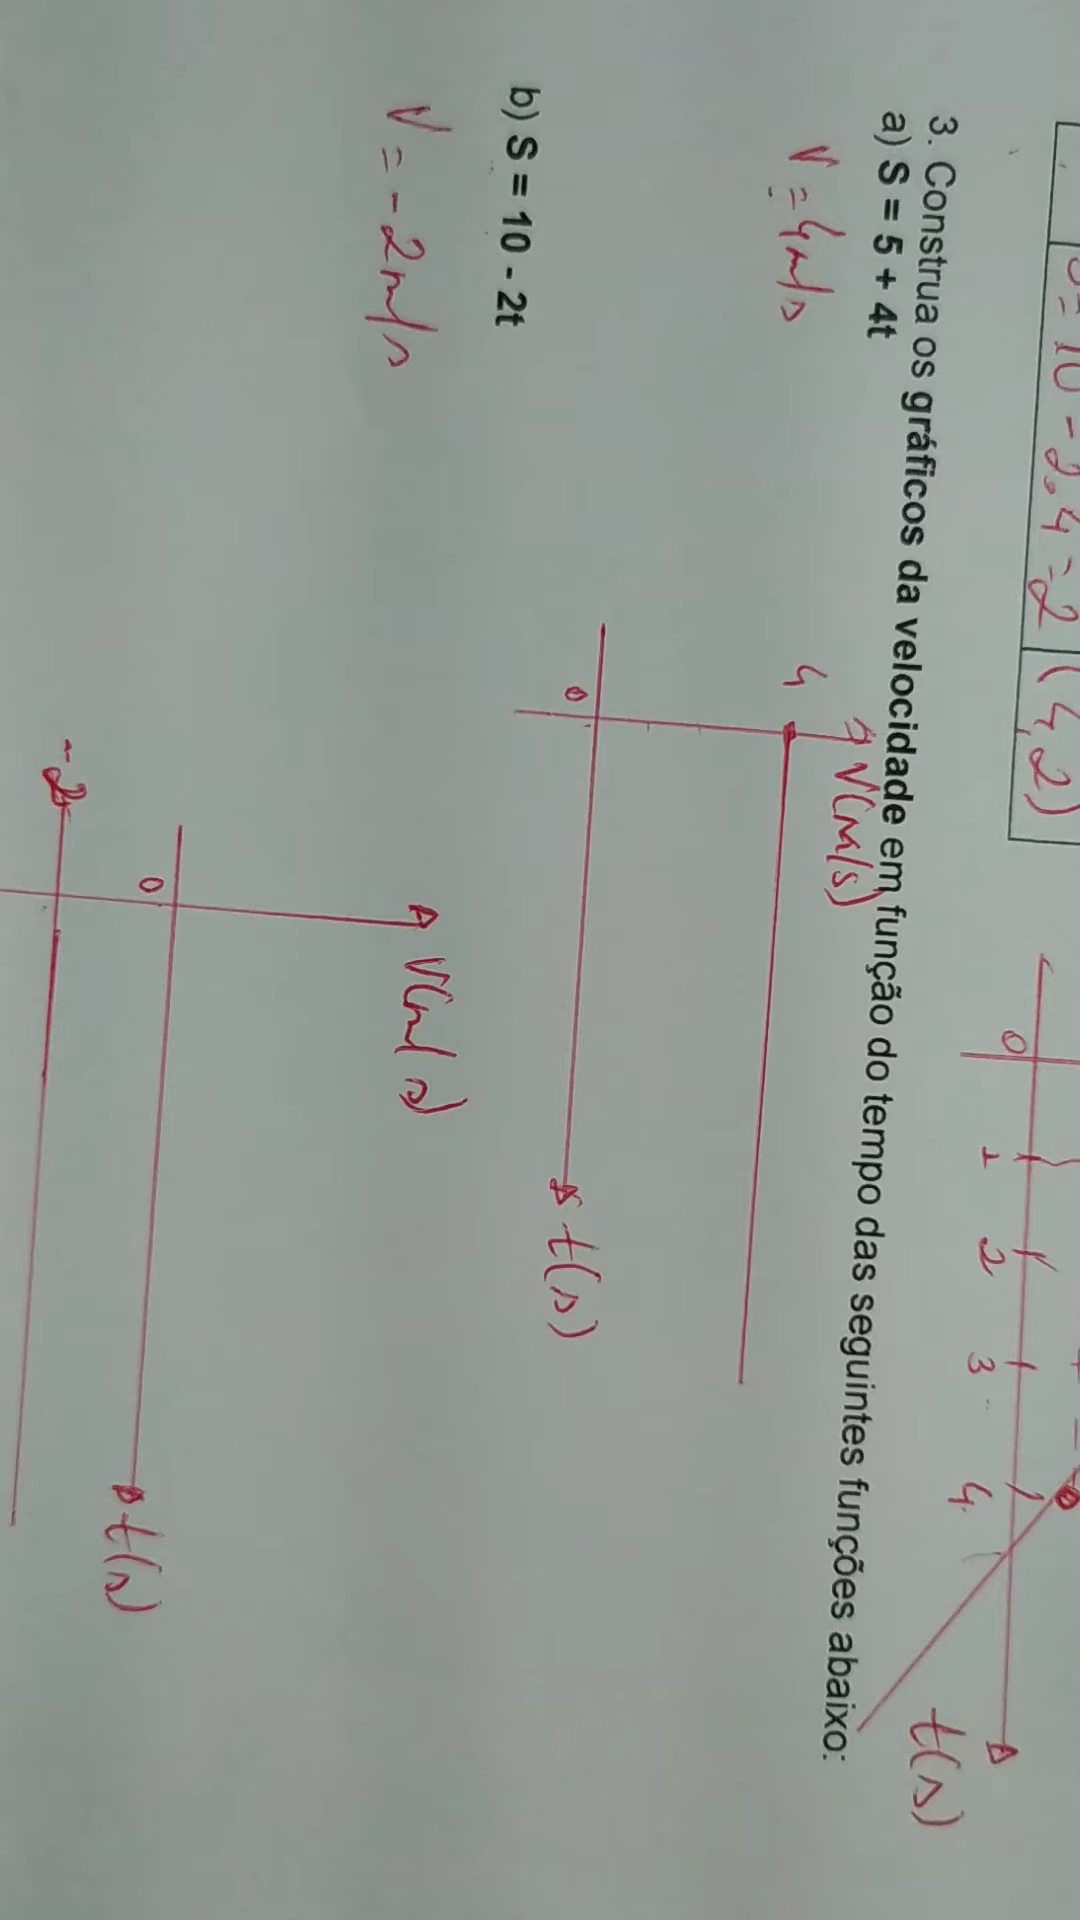 S = 10 - 2.4 = 2 (4,2)
0 1 2 3 4 t(s)
3. Construa os gráficos da velocidade em função do tempo das seguintes funções abaixo:
a) S = 5 + 4t
V = 4m/s
V(m/s)
4
0
t(s)
b) S = 10 - 2t
V = -2m/s
V(m/s)
0
t(s)
-2